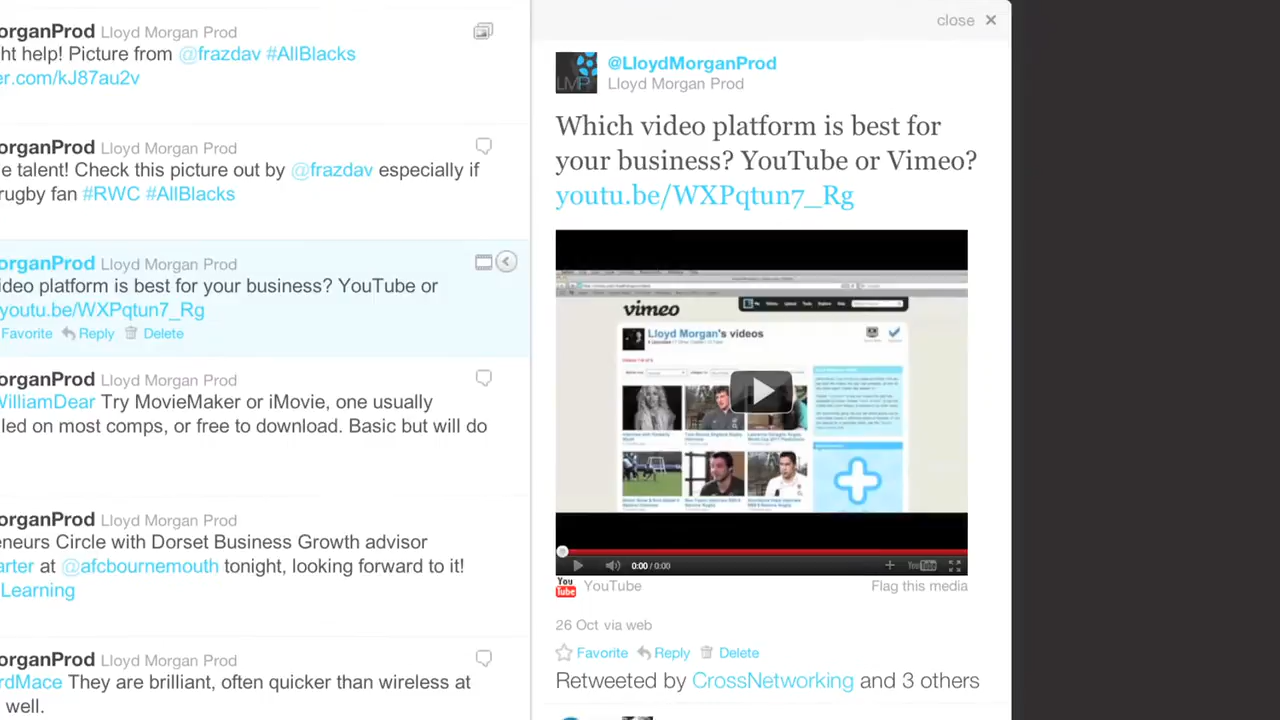 organProd Lloyd Morgan Prod
ht help! Picture from @frazdav #AllBlacks
er.com/kJ87au2v
organProd Lloyd Morgan Prod
e talent! Check this picture out by @frazdav especially if
rugby fan #RWC #AllBlacks
organProd Lloyd Morgan Prod
ideo platform is best for your business? YouTube or
youtu.be/WXPqtun7_Rg
Favorite Reply Delete
organProd Lloyd Morgan Prod
WilliamDear Try MovieMaker or iMovie, one usually
led on most comps, or free to download. Basic but will do
organProd Lloyd Morgan Prod
eneurs Circle with Dorset Business Growth advisor
arter at @afcbournemouth tonight, looking forward to it!
Learning
organProd Lloyd Morgan Prod
rdMace They are brilliant, often quicker than wireless at
well.
close
@LloydMorganProd
Lloyd Morgan Prod
Which video platform is best for
your business? YouTube or Vimeo?
youtu.be/WXPqtun7_Rg
vimeo
Lloyd Morgan's videos
0:00 / 0:00
YouTube
You Tube YouTube
Flag this media
26 Oct via web
Favorite Reply Delete
Retweeted by CrossNetworking and 3 others